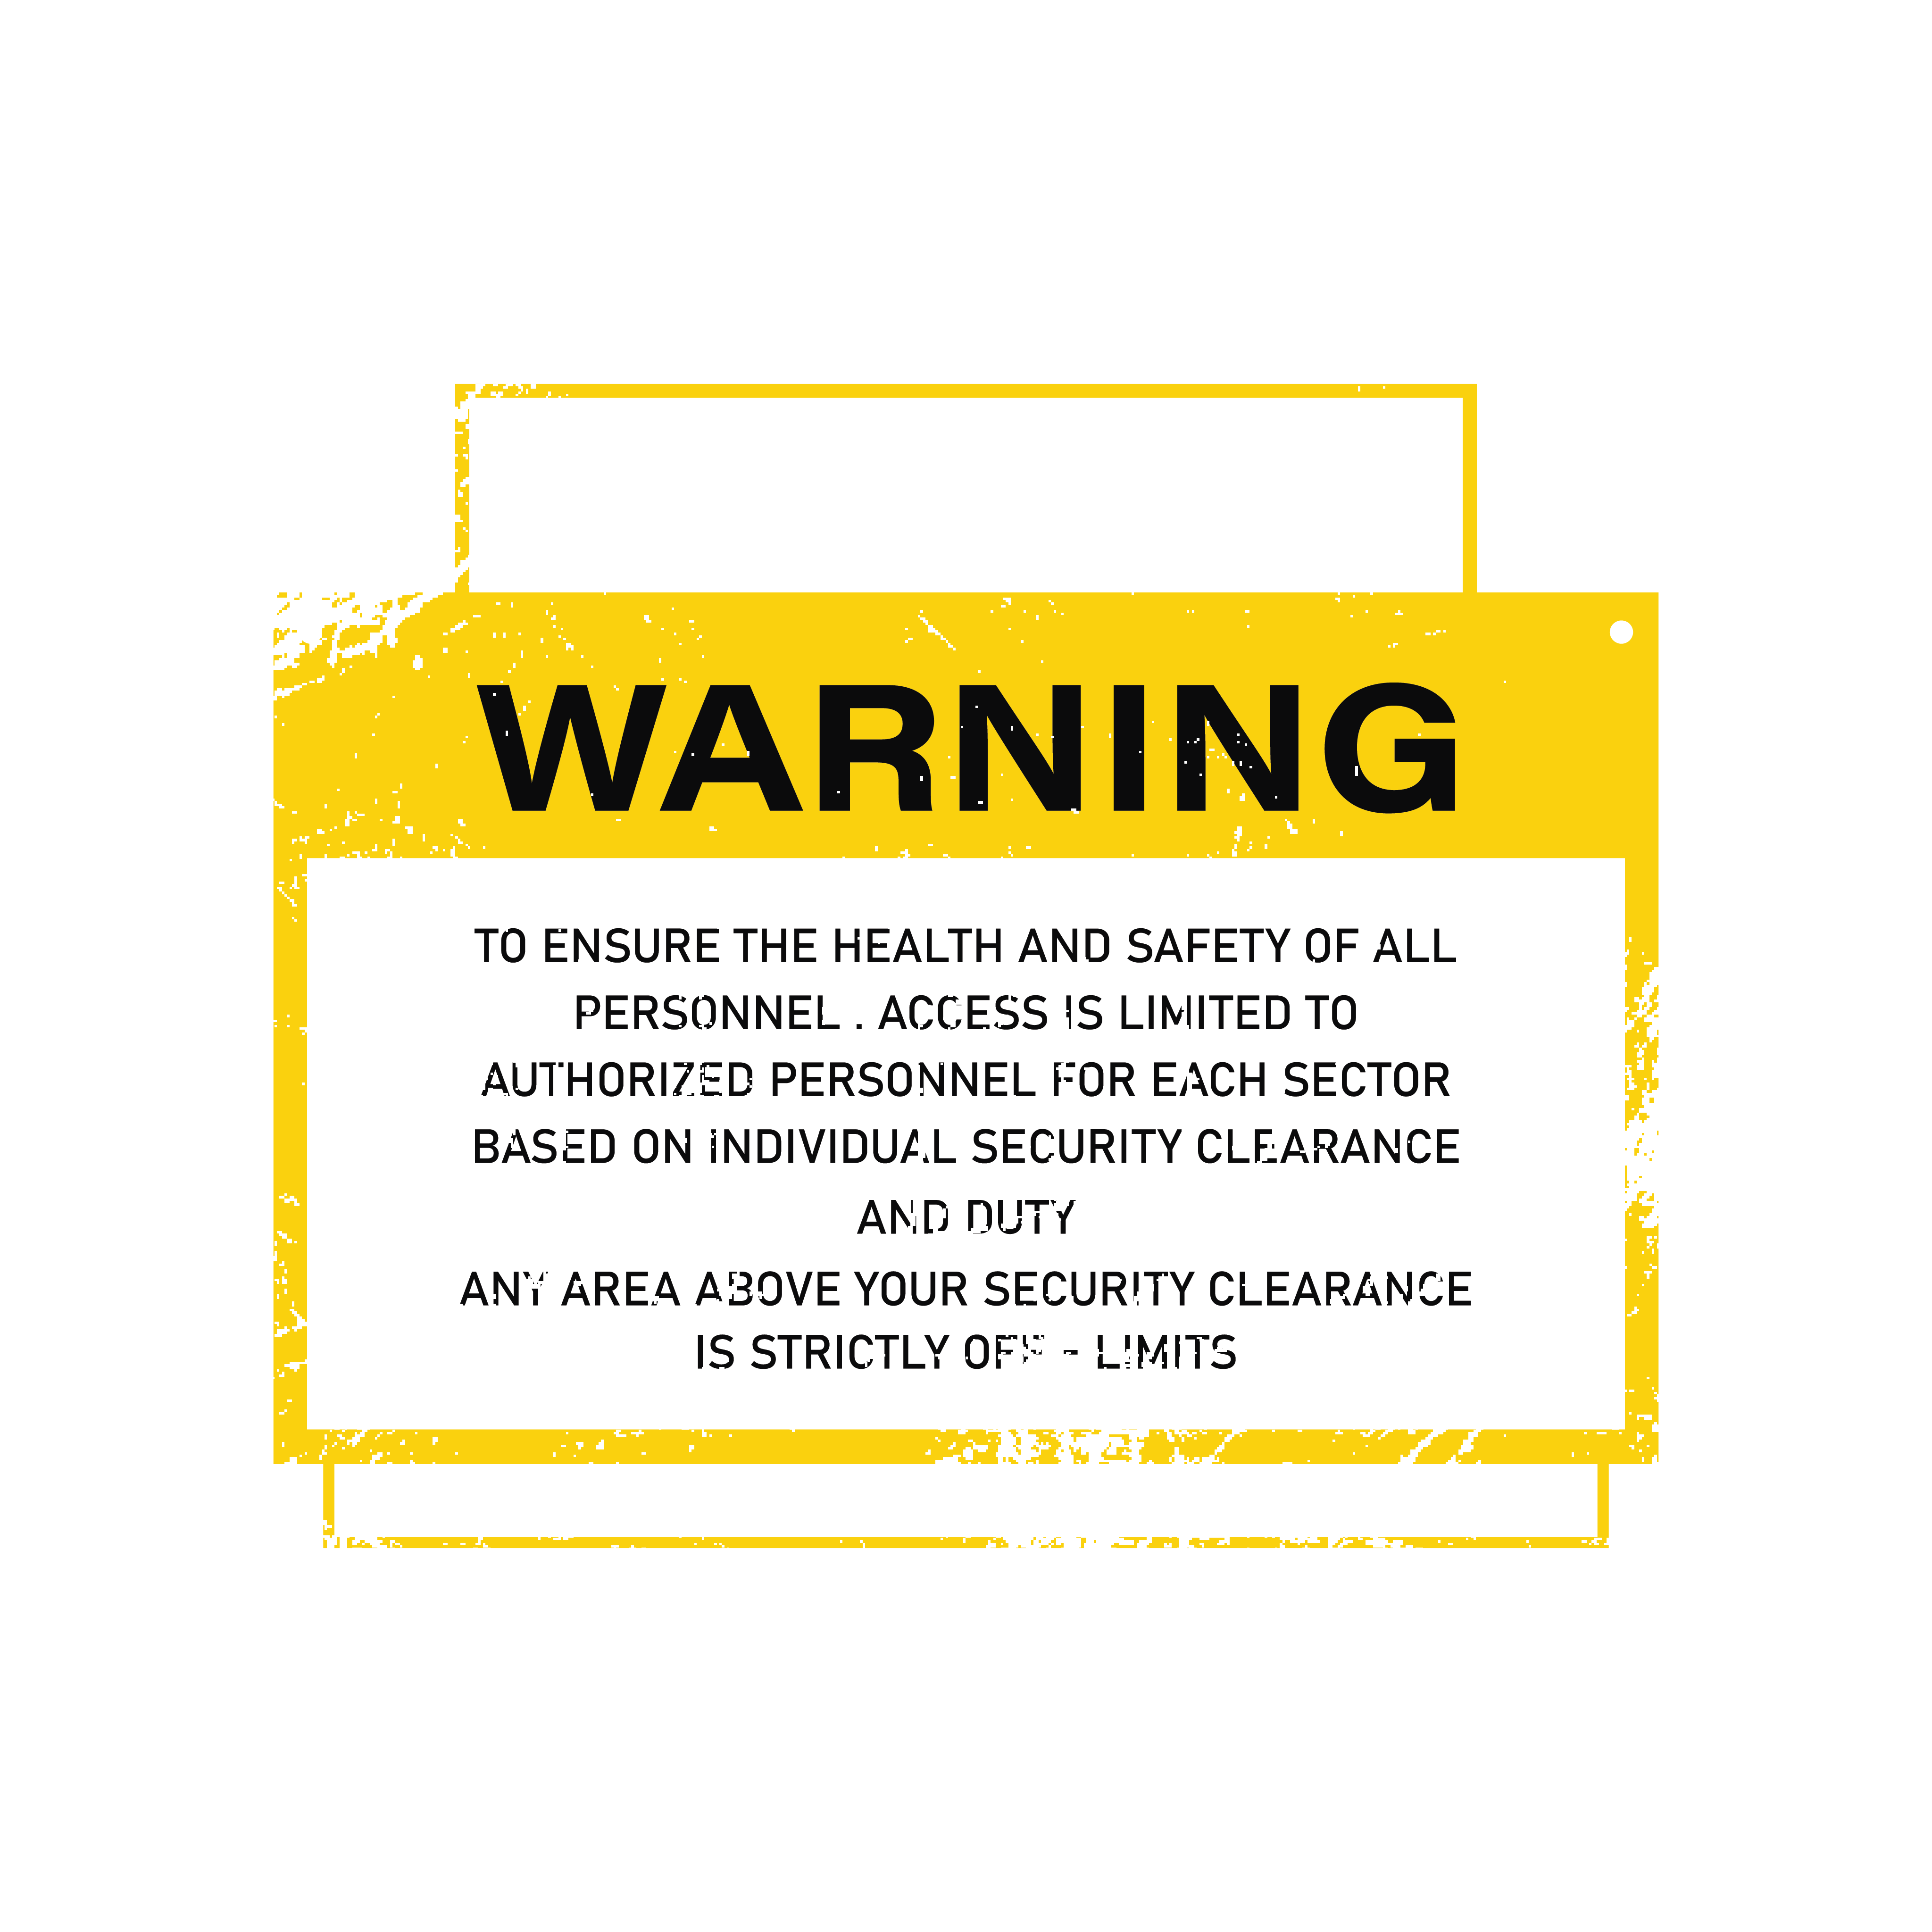 WARNING
TO ENSURE THE HEALTH AND SAFETY OF ALL
PERSONNEL . ACCESS IS LIMITED TO
AUTHORIZED PERSONNEL FOR EACH SECTOR
BASED ON INDIVIDUAL SECURITY CLEARANCE
AND DUTY
ANY AREA ABOVE YOUR SECURITY CLEARANCE
IS STRICTLY OFF - LIMITS